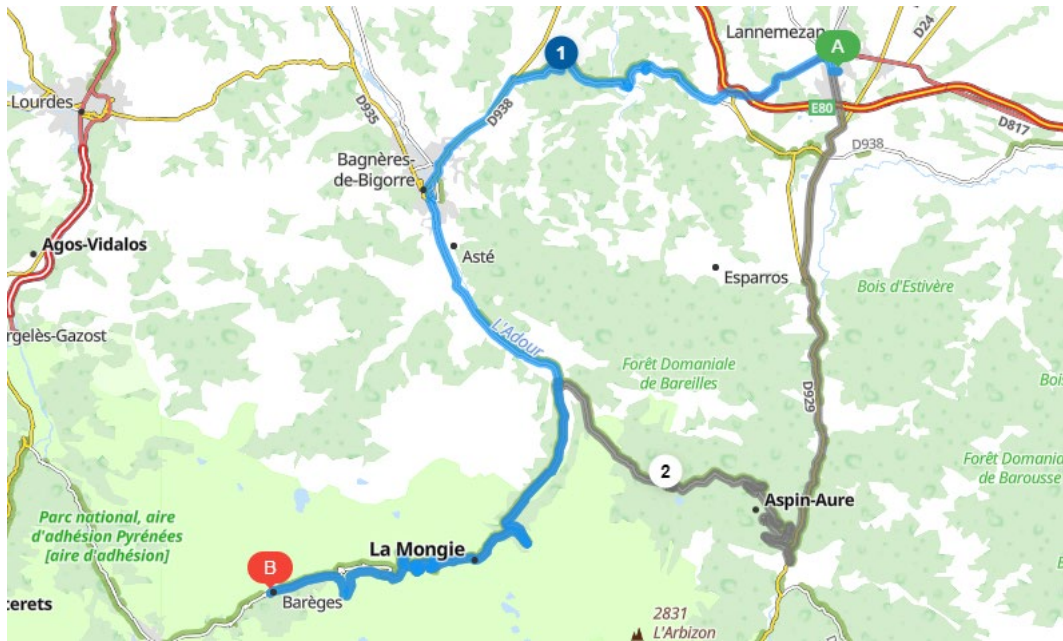 Lannemezan
A
D24
1
Lourdes
D935
D938
E80
D817
D938
Bagnères-
de-Bigorre
Agos-Vidalos
Asté
Esparros
Bois d'Estivère
rgelès-Gazost
L'Adour
Forêt Domaniale
de Bareilles
D929
Boi
2
Forêt Domania
de Barousse
Aspin-Aure
Parc national, aire
d'adhésion Pyrénées
[aire d'adhésion]
La Mongie
B
Barèges
terets
B
2831
L'Arbizon